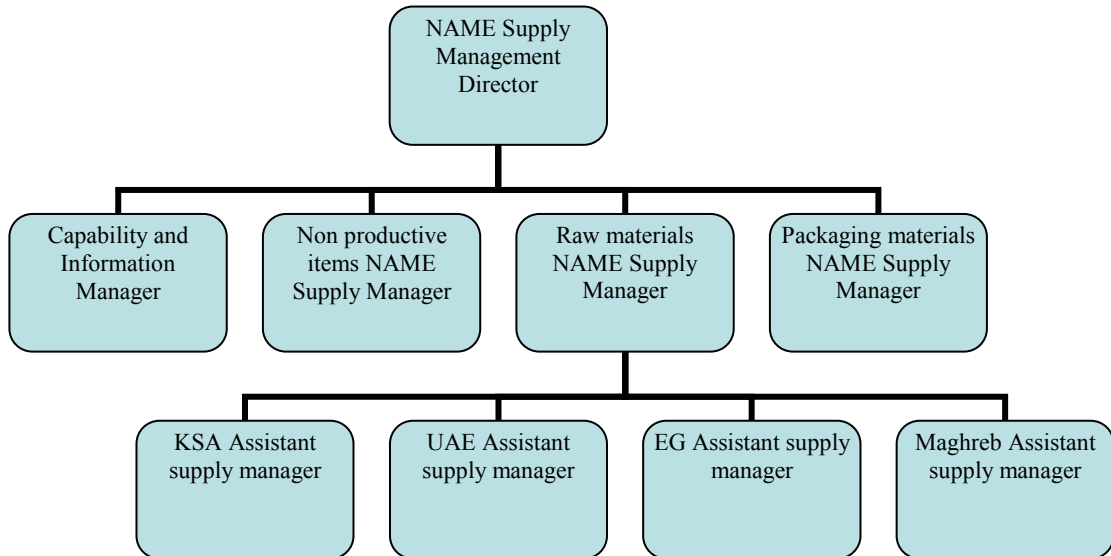 NAME Supply
Management
Director
Capability and
Information
Manager
Non productive
items NAME
Supply Manager
Raw materials
NAME Supply
Manager
Packaging materials
NAME Supply
Manager
KSA Assistant
supply manager
UAE Assistant
supply manager
EG Assistant supply
manager
Maghreb Assistant
supply manager